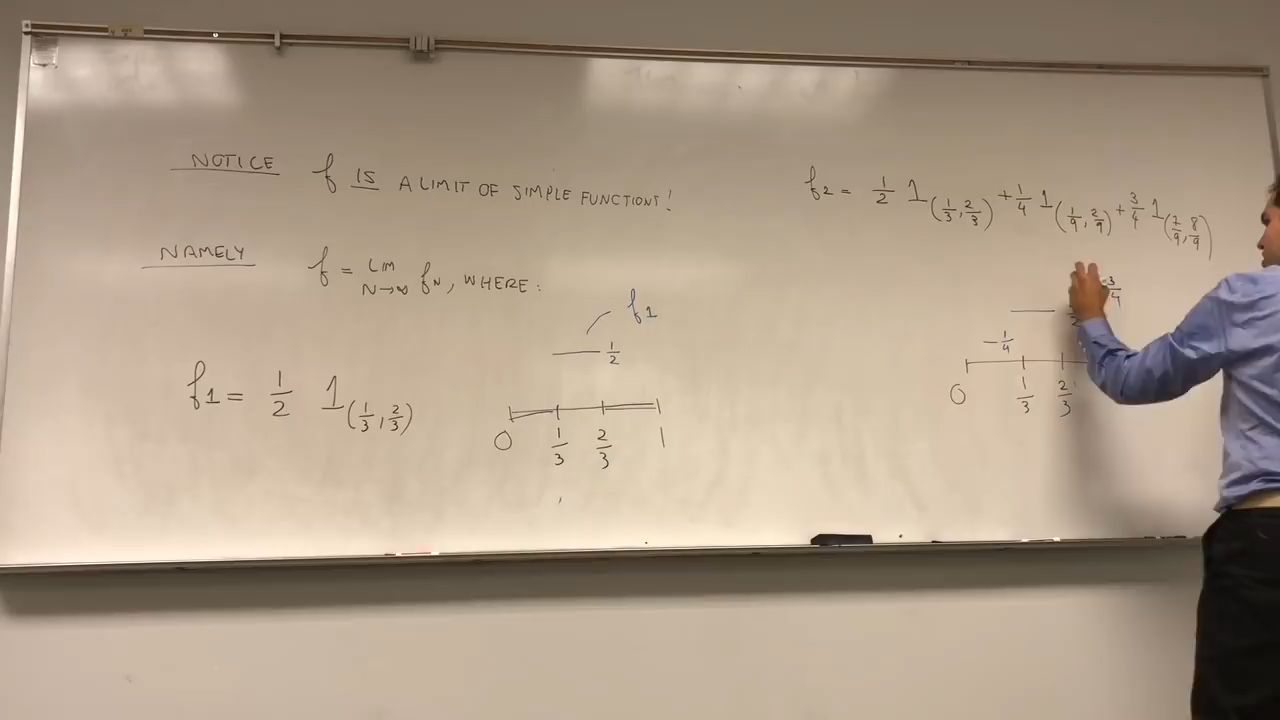 NOTICE f IS A LIMIT OF SIMPLE FUNCTIONS!
NAMELY f = LIM N→∞ fN, WHERE:
f1 = 1/2 1(1/3, 2/3)
f1
1/2
0 1/3 2/3 1
f2 = 1/2 1(1/3, 2/3) + 1/4 1(1/9, 2/9) + 3/4 1(7/9, 8/9)
3/4
1/4
0 1/3 2/3